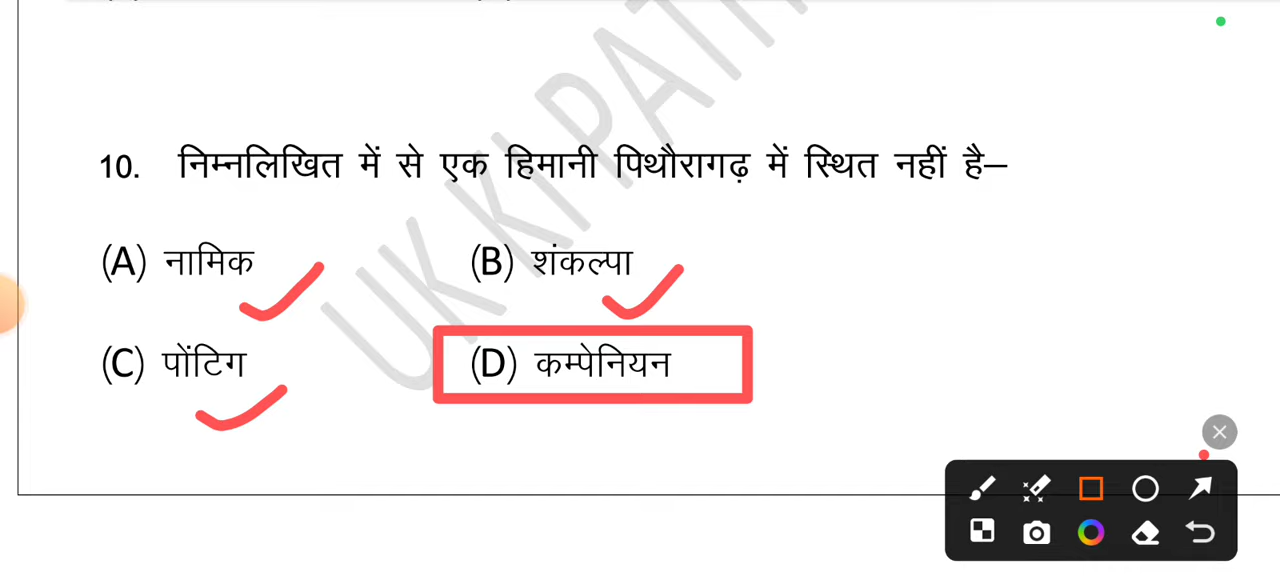 10. निम्नलिखित में से एक हिमानी पिथौरागढ़ में स्थित नहीं है–
(A) नामिक (B) शंकल्पा
(C) पोंटिग (D) कम्पेनियन
UK KI PATH